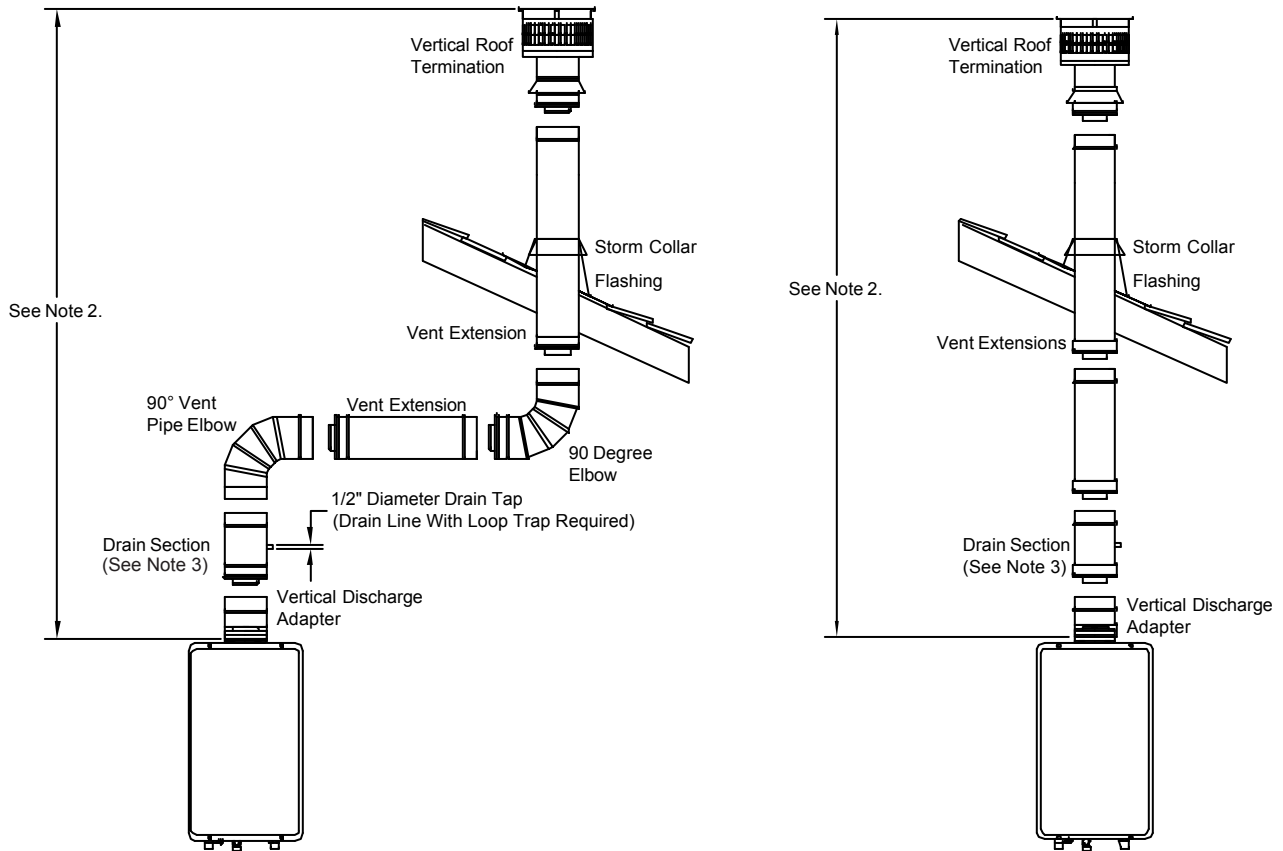 Vertical Roof
Termination
Storm Collar
Flashing
See Note 2.
Vent Extension
90° Vent
Pipe Elbow
Vent Extension
90 Degree
Elbow
1/2" Diameter Drain Tap
(Drain Line With Loop Trap Required)
Drain Section
(See Note 3)
Vertical Discharge
Adapter
Vertical Roof
Termination
Storm Collar
Flashing
See Note 2.
Vent Extensions
Drain Section
(See Note 3)
Vertical Discharge
Adapter